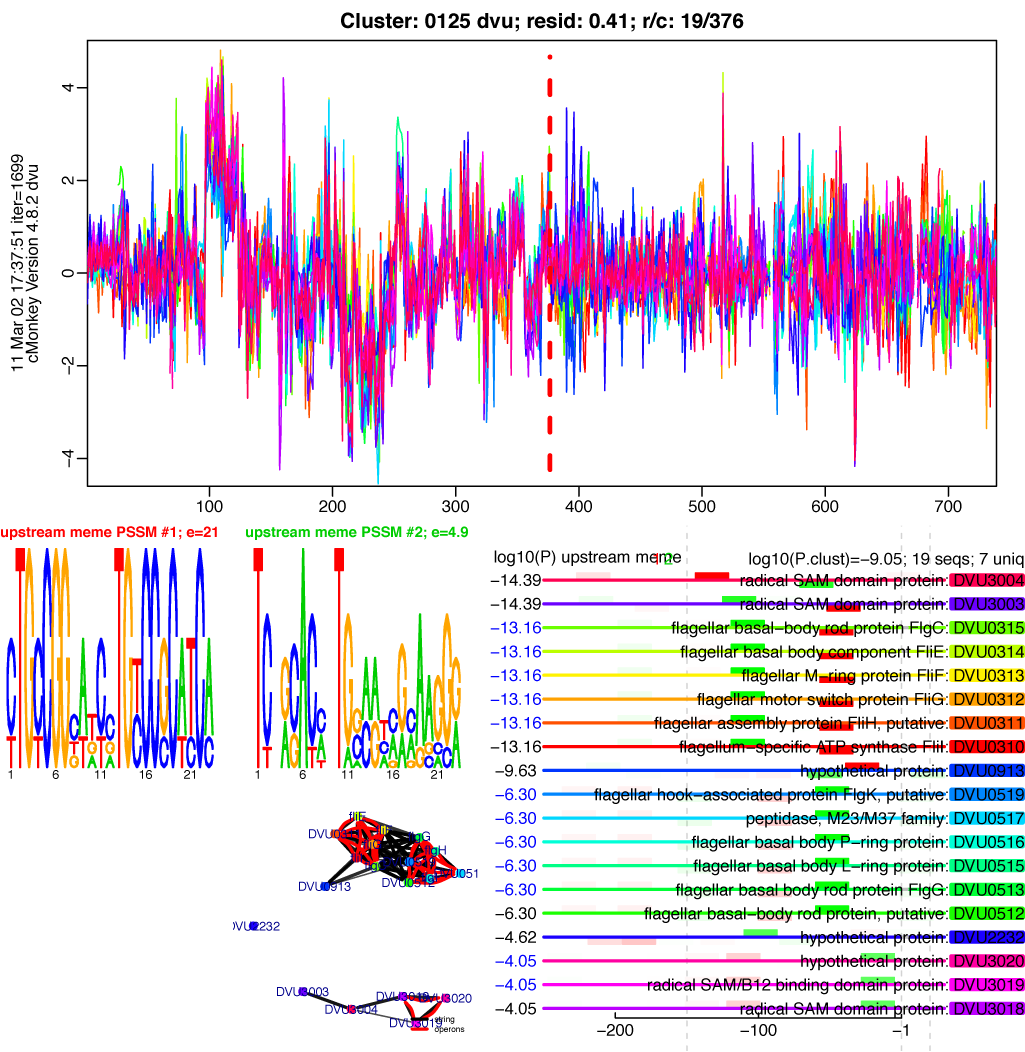 Cluster: 0125 dvu; resid: 0.41; r/c: 19/376
11 Mar 02 17:37:51 iter=1699
cMonkey Version 4.8.2 dvu
4
2
0
−2
−4
100 200 300 400 500 600 700
upstream meme PSSM #1; e=21
1 6 11 16 21
upstream meme PSSM #2; e=4.9
1 6 11 16 21
log10(P) upstream meme
log10(P.clust)=−9.05; 19 seqs; 7 uniq
−14.39 radical SAM domain protein: DVU3004
−14.39 radical SAM domain protein: DVU3003
−13.16 flagellar basal−body rod protein FlgC: DVU0315
−13.16 flagellar basal body component FliE: DVU0314
−13.16 flagellar M−ring protein FliF: DVU0313
−13.16 flagellar motor switch protein FliG: DVU0312
−13.16 flagellar assembly protein FliH, putative: DVU0311
−13.16 flagellum−specific ATP synthase FliI: DVU0310
−9.63 hypothetical protein: DVU0913
−6.30 flagellar hook−associated protein FlgK, putative: DVU0519
−6.30 peptidase, M23/M37 family: DVU0517
−6.30 flagellar basal body P−ring protein: DVU0516
−6.30 flagellar basal body L−ring protein: DVU0515
−6.30 flagellar basal body rod protein FlgG: DVU0513
−6.30 flagellar basal−body rod protein, putative: DVU0512
−4.62 hypothetical protein: DVU2232
−4.05 hypothetical protein: DVU3020
−4.05 radical SAM/B12 binding domain protein: DVU3019
−4.05 radical SAM domain protein: DVU3018
−200 −100 −1
fliE
DVU0913
DVU0512
DVU3003
DVU3004
DVU3019
string
operons